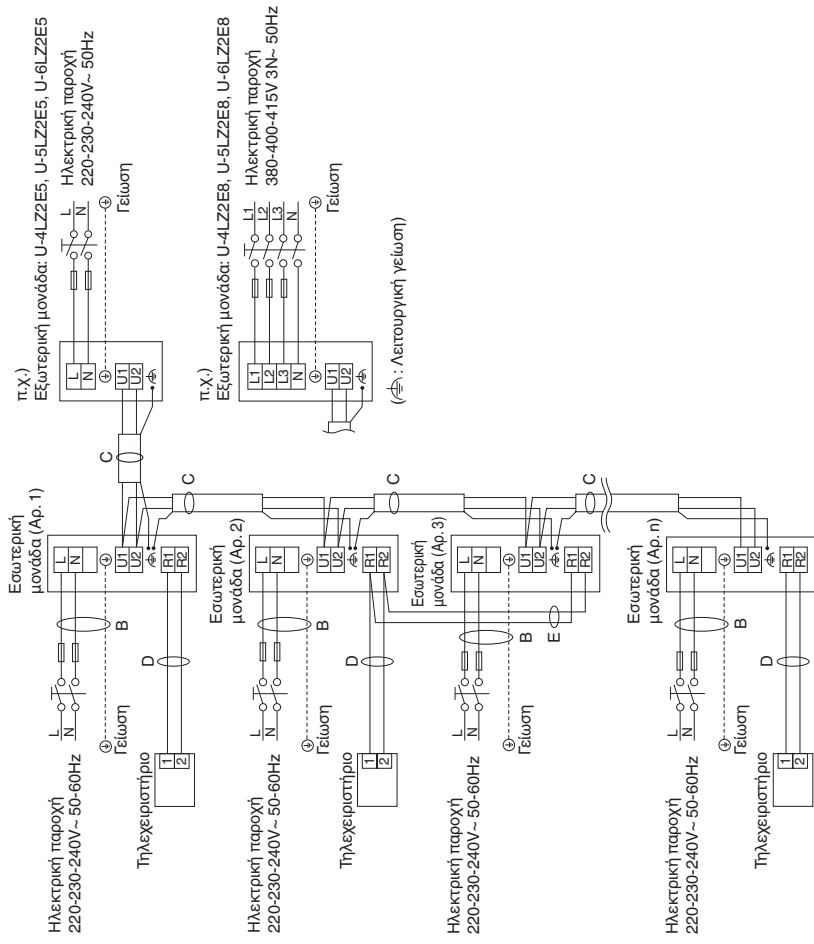 π.χ.)
Εξωτερική μονάδα: U-4LZ2E5, U-5LZ2E5, U-6LZ2E5
Ηλεκτρική παροχή
220-230-240V~ 50Hz
L
N
Γείωση
L
N
U1
U2
π.χ.)
Εξωτερική μονάδα: U-4LZ2E8, U-5LZ2E8, U-6LZ2E8
Ηλεκτρική παροχή
380-400-415V 3N~ 50Hz
L1
L2
L3
N
Γείωση
L1
L2
L3
N
U1
U2
( : Λειτουργική γείωση)
C
Εσωτερική
μονάδα (Αρ. 1)
L
N
U1
U2
R1
R2
B
D
L
N
Γείωση
Ηλεκτρική παροχή
220-230-240V~ 50-60Hz
1
2
Τηλεχειριστήριο
C
Εσωτερική
μονάδα (Αρ. 2)
L
N
U1
U2
R1
R2
B
D
L
N
Γείωση
Ηλεκτρική παροχή
220-230-240V~ 50-60Hz
1
2
Τηλεχειριστήριο
C
Εσωτερική
μονάδα (Αρ. 3)
L
N
U1
U2
R1
R2
B
E
L
N
Γείωση
Ηλεκτρική παροχή
220-230-240V~ 50-60Hz
C
Εσωτερική
μονάδα (Αρ. n)
L
N
U1
U2
R1
R2
B
D
L
N
Γείωση
Ηλεκτρική παροχή
220-230-240V~ 50-60Hz
1
2
Τηλεχειριστήριο